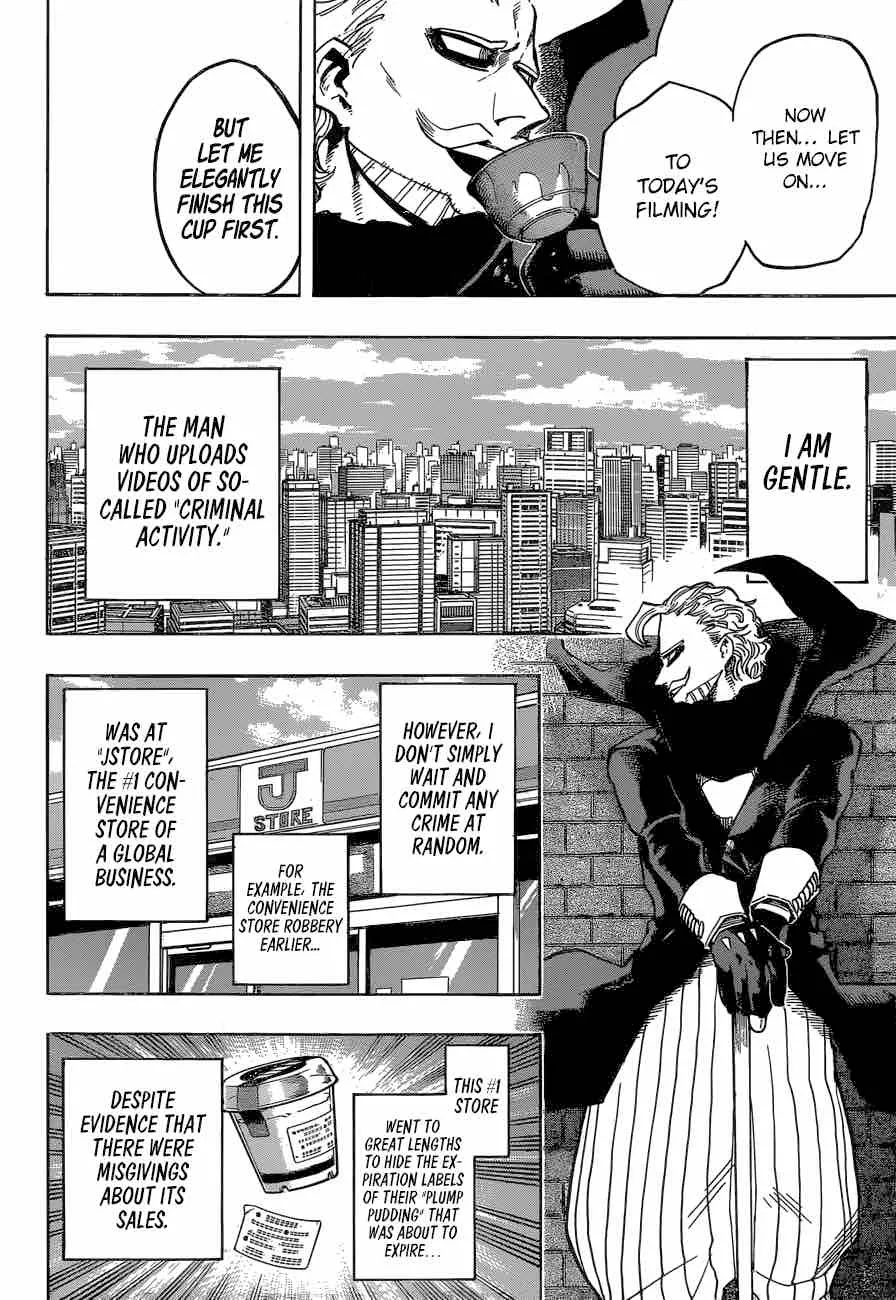 NOW
THEN... LET
US MOVE
ON...
TO
TODAY'S
FILMING!
BUT
LET ME
ELEGANTLY
FINISH THIS
CUP FIRST.
I AM
GENTLE.
THE MAN
WHO UPLOADS
VIDEOS OF SO-
CALLED "CRIMINAL
ACTIVITY."
HOWEVER, I
DON'T SIMPLY
WAIT AND
COMMIT ANY
CRIME AT
RANDOM.
FOR
EXAMPLE, THE
CONVENIENCE
STORE ROBBERY
EARLIER...
J
STORE
WAS AT
"JSTORE",
THE #1 CON-
VENIENCE
STORE OF
A GLOBAL
BUSINESS.
THIS #1
STORE
WENT TO
GREAT LENGTHS
TO HIDE THE EX-
PIRATION LABELS
OF THEIR "PLUMP
PUDDING" THAT
WAS ABOUT TO
EXPIRE...
DESPITE
EVIDENCE THAT
THERE WERE
MISGIVINGS
ABOUT ITS
SALES.